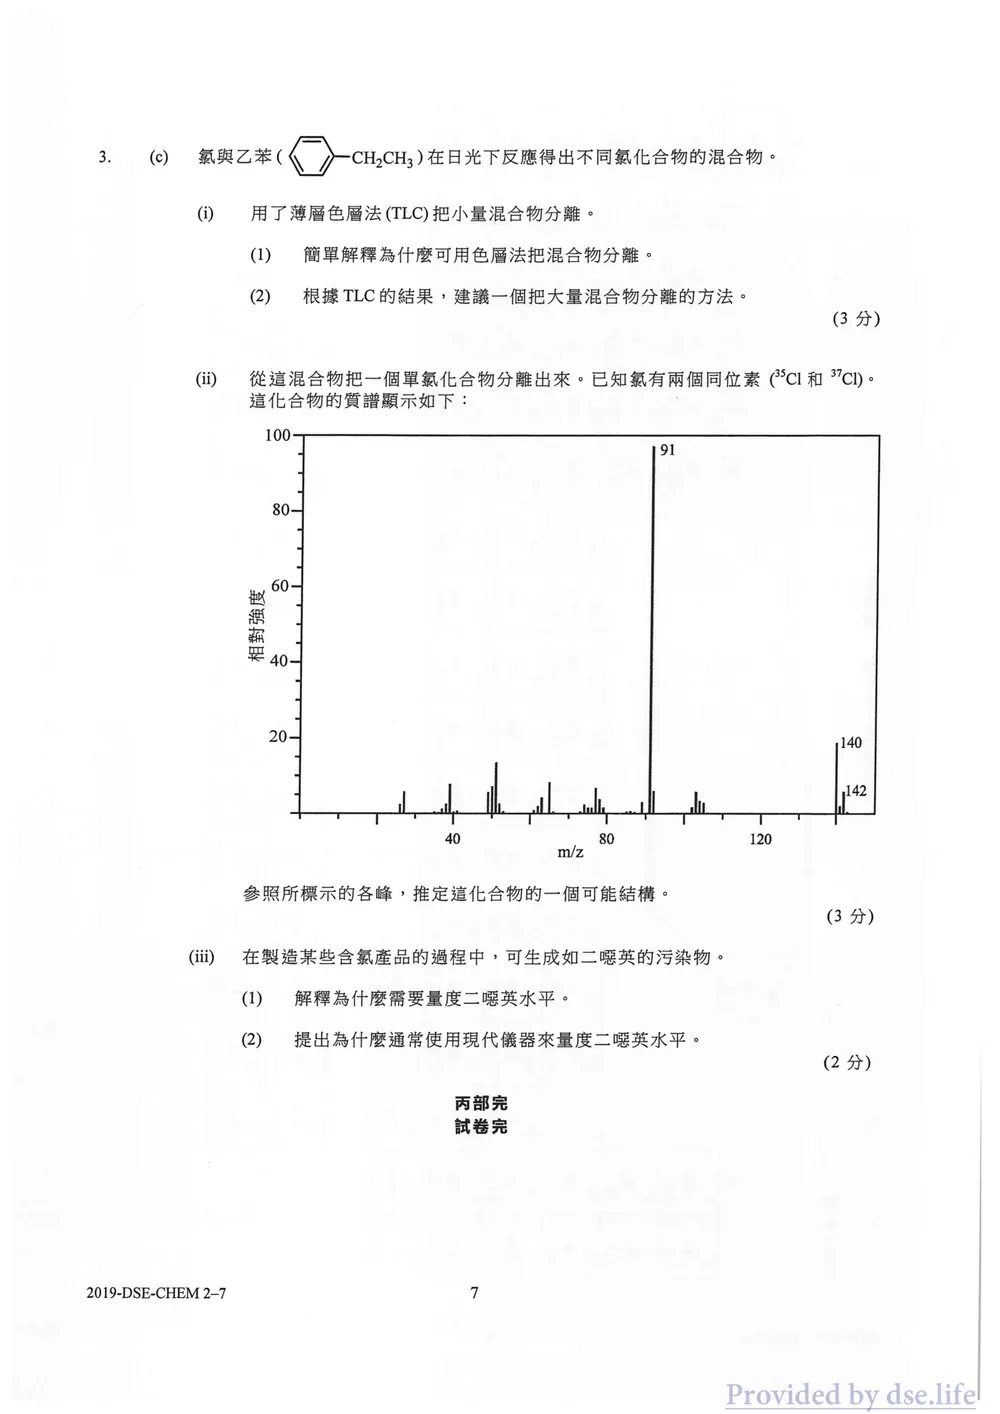 3. (c) 氯與乙苯 ( —CH₂CH₃ ) 在日光下反應得出不同氯化合物的混合物。
(i) 用了薄層色層法 (TLC) 把小量混合物分離。
(1) 簡單解釋為什麼可用色層法把混合物分離。
(2) 根據 TLC 的結果，建議一個把大量混合物分離的方法。
(3 分)
(ii) 從這混合物把一個單氯化合物分離出來。已知氯有兩個同位素 (³⁵Cl 和 ³⁷Cl)。
這化合物的質譜顯示如下：
100
91
80
60
相對強度
40
20
140
142
40 80 120
m/z
參照所標示的各峰，推定這化合物的一個可能結構。
(3 分)
(iii) 在製造某些含氯產品的過程中，可生成如二噁英的污染物。
(1) 解釋為什麼需要量度二噁英水平。
(2) 提出為什麼通常使用現代儀器來量度二噁英水平。
(2 分)
丙部完
試卷完
2019-DSE-CHEM 2–7 7
Provided by dse.life